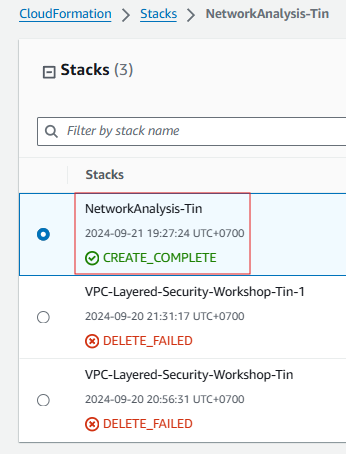 CloudFormation > Stacks > NetworkAnalysis-Tin
Stacks (3)
Filter by stack name
Stacks
NetworkAnalysis-Tin
2024-09-21 19:27:24 UTC+0700
CREATE_COMPLETE
VPC-Layered-Security-Workshop-Tin-1
2024-09-20 21:31:17 UTC+0700
DELETE_FAILED
VPC-Layered-Security-Workshop-Tin
2024-09-20 20:56:31 UTC+0700
DELETE_FAILED